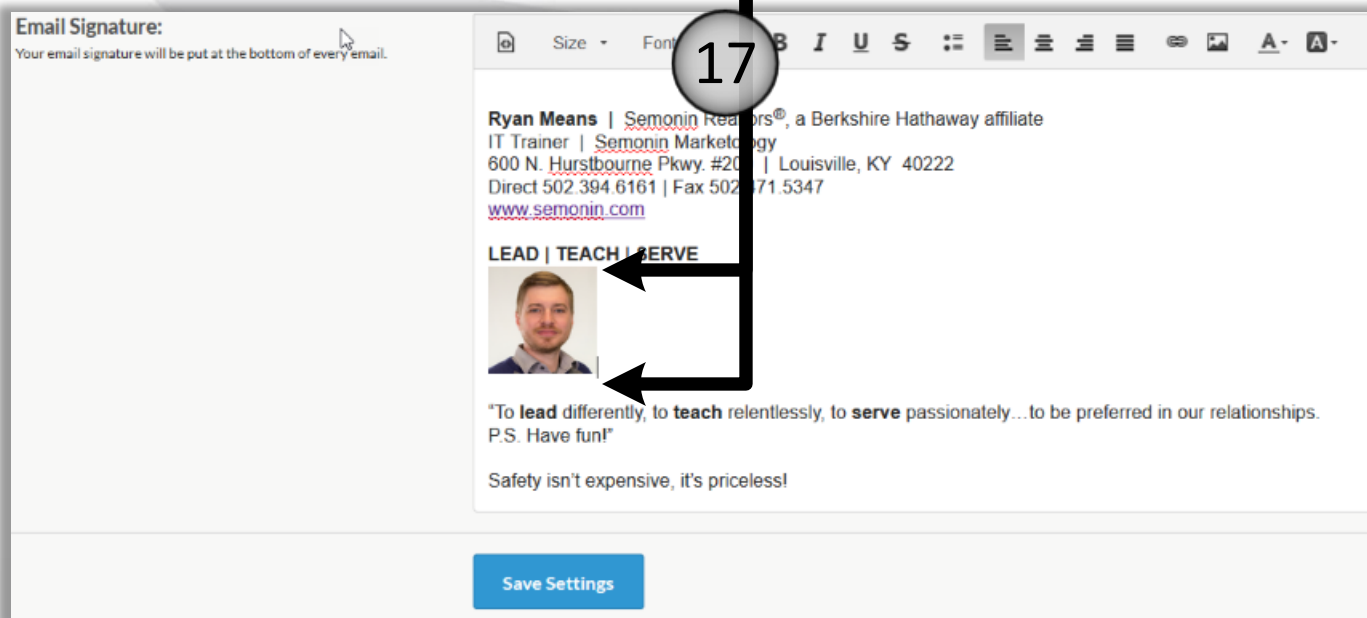 Email Signature:
Your email signature will be put at the bottom of every email.
Size Font B I U S A A
17
Ryan Means | Semonin Realtors®, a Berkshire Hathaway affiliate
IT Trainer | Semonin Marketology
600 N. Hurstbourne Pkwy. #20 | Louisville, KY 40222
Direct 502.394.6161 | Fax 502 471.5347
www.semonin.com
LEAD | TEACH | SERVE
“To lead differently, to teach relentlessly, to serve passionately…to be preferred in our relationships.
P.S. Have fun!”
Safety isn’t expensive, it’s priceless!
Save Settings